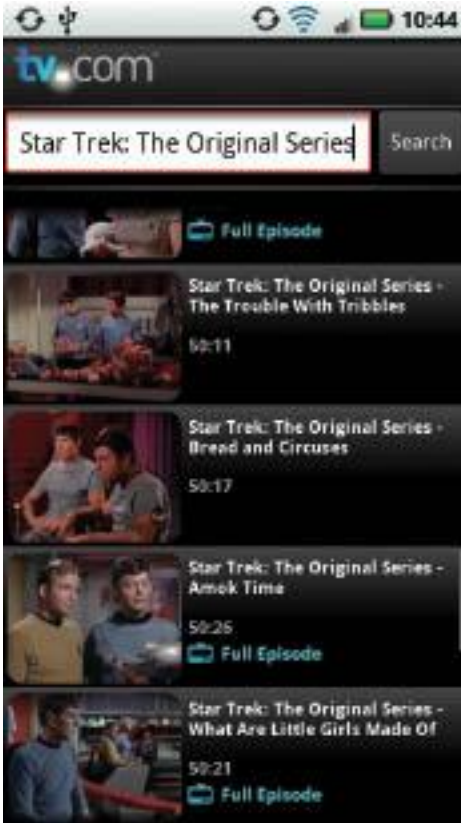 10:44
tv.com
Star Trek: The Original Series
Search
Full Episode
Star Trek: The Original Series -
The Trouble With Tribbles
50:11
Star Trek: The Original Series -
Bread and Circuses
50:17
Star Trek: The Original Series -
Amok Time
50:26
Full Episode
Star Trek: The Original Series -
What Are Little Girls Made Of
50:21
Full Episode